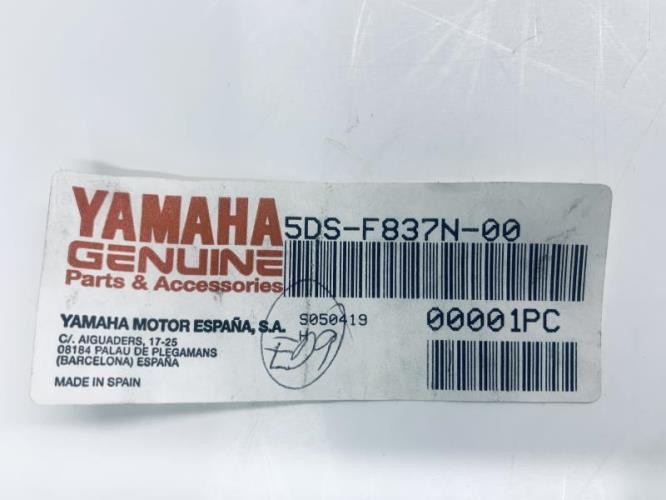 YAMAHA
GENUINE
Parts & Accessories
5DS-F837N-00
YAMAHA MOTOR ESPAÑA, S.A.
C/. AIGUADERS, 17-25
08184 PALAU DE PLEGAMANS
(BARCELONA) ESPAÑA
MADE IN SPAIN
S050419
00001PC